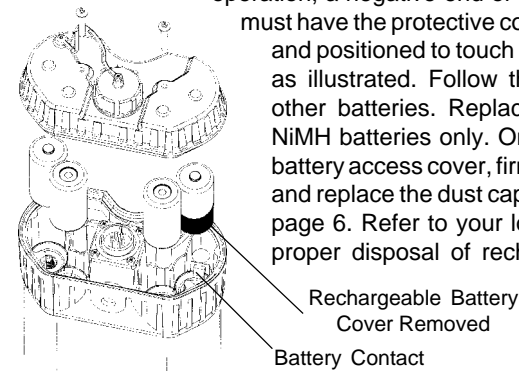 operation, a negative end of
must have the protective co
and positioned to touch
as illustrated. Follow th
other batteries. Replac
NiMH batteries only. On
battery access cover, firm
and replace the dust cap
page 6. Refer to your lo
proper disposal of rech
Rechargeable Battery
Cover Removed
Battery Contact